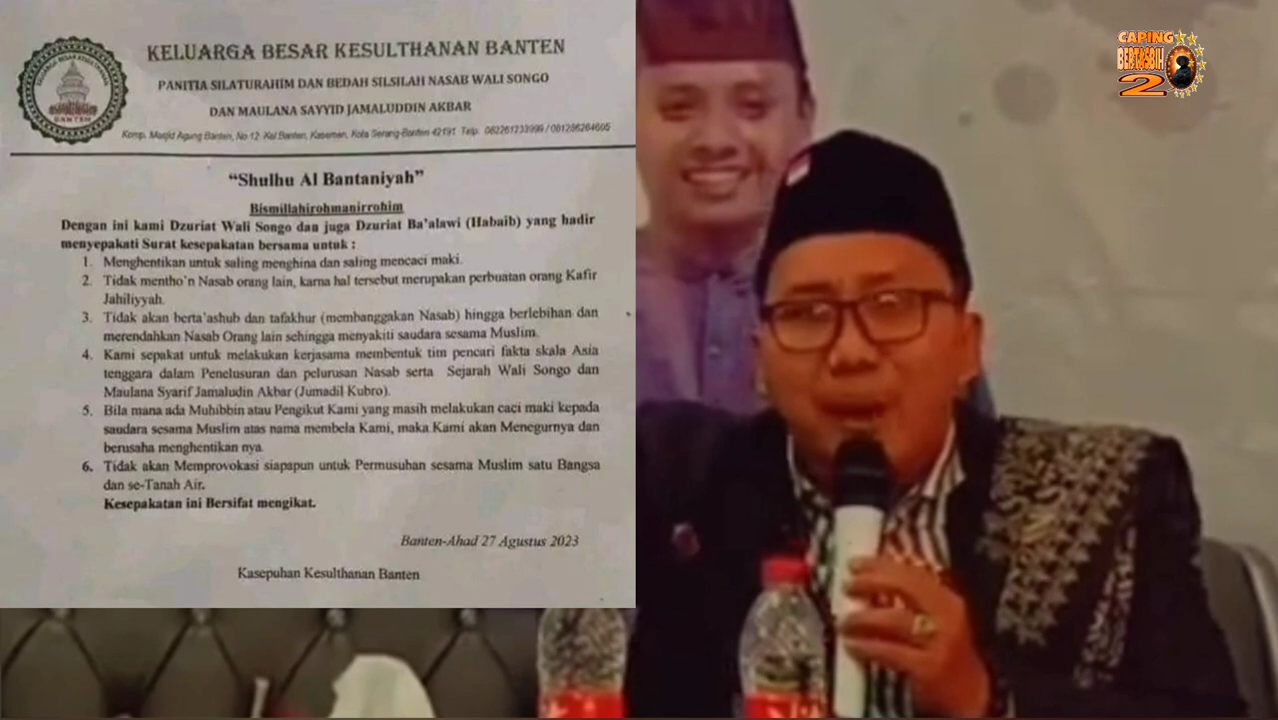 KELUARGA BESAR KESULTHANAN BANTEN
PANITIA SILATURAHIM DAN BEDAH SILSILAH NASAB WALI SONGO
DAN MAULANA SAYYID JAMALUDDIN AKBAR
Komp. Masjid Agung Banten, No 12 Kel Banten, Kasemen, Kota Serang-Banten 42191 Telp.
BANTEN
"Shulhu Al Bantaniyah"
Bismillahirohmanirrohim
Dengan ini kami Dzuriat Wali Songo dan juga Dzuriat Ba'alawi (Habaib) yang hadir
menyepakati Surat kesepakatan bersama untuk :
1. Menghentikan untuk saling menghina dan saling mencaci maki.
2. Tidak mentho'n Nasab orang lain, karna hal tersebut merupakan perbuatan orang Kafir
Jahiliyyah.
3. Tidak akan berta'ashub dan tafakhur (membanggakan Nasab) hingga berlebihan dan
merendahkan Nasab Orang lain sehingga menyakiti saudara sesama Muslim.
4. Kami sepakat untuk melakukan kerjasama membentuk tim pencari fakta skala Asia
tenggara dalam Penelusuran dan pelurusan Nasab serta Sejarah Wali Songo dan
Maulana Syarif Jamaludin Akbar (Jumadil Kubro).
5. Bila mana ada Muhibbin atau Pengikut Kami yang masih melakukan caci maki kepada
saudara sesama Muslim atas nama membela Kami, maka Kami akan Menegurnya dan
berusaha menghentikan nya.
6. Tidak akan Memprovokasi siapapun untuk Permusuhan sesama Muslim satu Bangsa
dan se-Tanah Air.
Kesepakatan ini Bersifat mengikat.
Banten-Ahad 27 Agustus 2023
Kasepuhan Kesulthanan Banten
CAPING
BERTASBIH
2